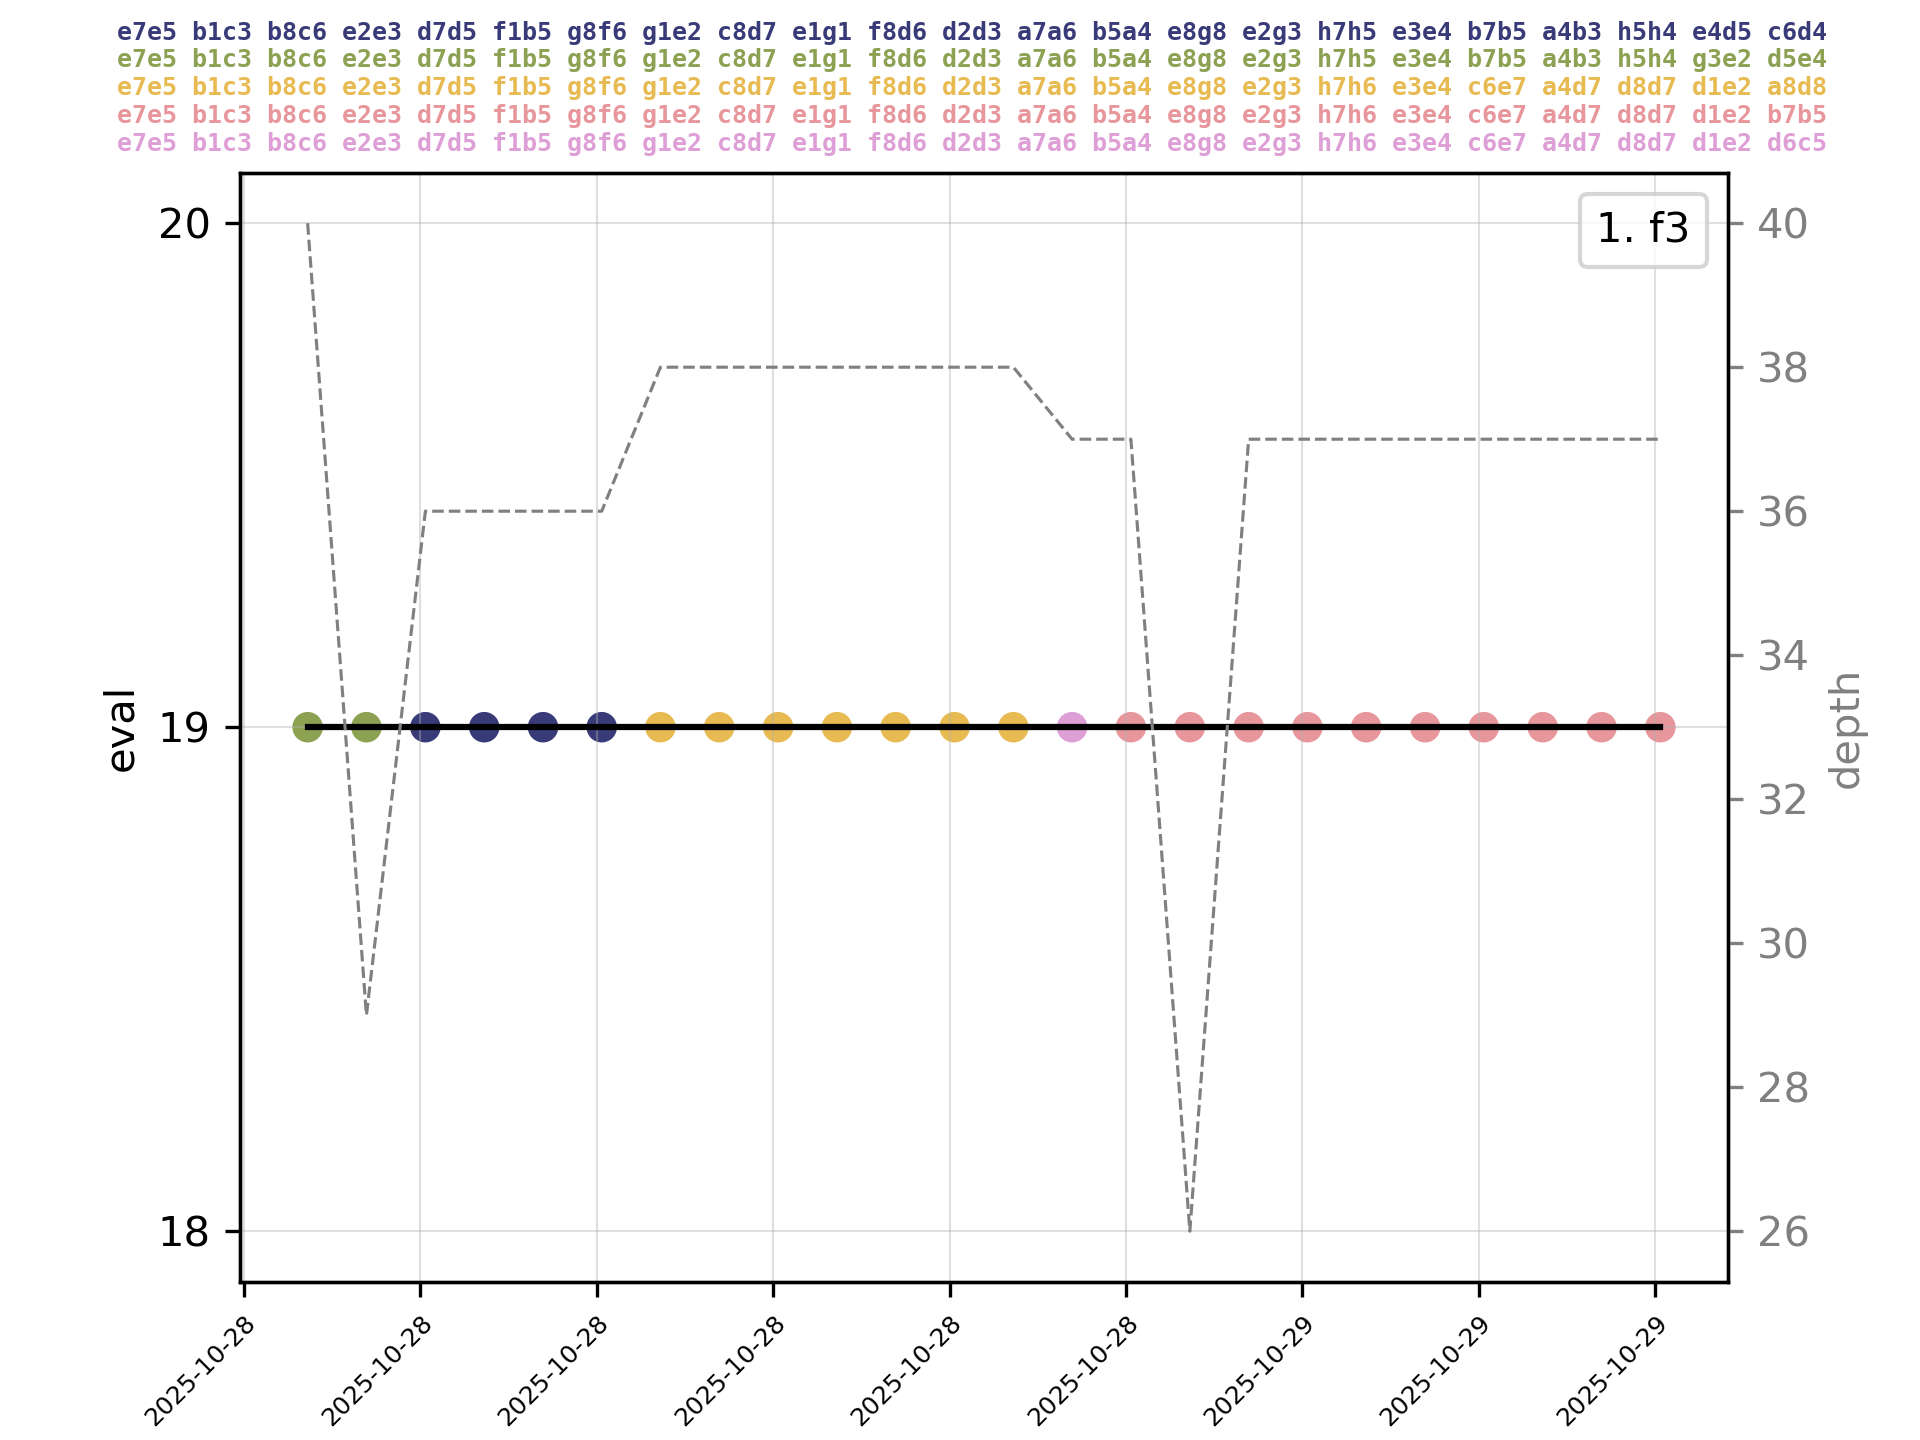 e7e5 b1c3 b8c6 e2e3 d7d5 f1b5 g8f6 g1e2 c8d7 e1g1 f8d6 d2d3 a7a6 b5a4 e8g8 e2g3 h7h5 e3e4 b7b5 a4b3 h5h4 e4d5 c6d4
e7e5 b1c3 b8c6 e2e3 d7d5 f1b5 g8f6 g1e2 c8d7 e1g1 f8d6 d2d3 a7a6 b5a4 e8g8 e2g3 h7h5 e3e4 b7b5 a4b3 h5h4 g3e2 d5e4
e7e5 b1c3 b8c6 e2e3 d7d5 f1b5 g8f6 g1e2 c8d7 e1g1 f8d6 d2d3 a7a6 b5a4 e8g8 e2g3 h7h6 e3e4 c6e7 a4d7 d8d7 d1e2 a8d8
e7e5 b1c3 b8c6 e2e3 d7d5 f1b5 g8f6 g1e2 c8d7 e1g1 f8d6 d2d3 a7a6 b5a4 e8g8 e2g3 h7h6 e3e4 c6e7 a4d7 d8d7 d1e2 b7b5
e7e5 b1c3 b8c6 e2e3 d7d5 f1b5 g8f6 g1e2 c8d7 e1g1 f8d6 d2d3 a7a6 b5a4 e8g8 e2g3 h7h6 e3e4 c6e7 a4d7 d8d7 d1e2 d6c5
1. f3
20
19
18
eval
40
38
36
34
32
30
28
26
depth
2025-10-28
2025-10-28
2025-10-28
2025-10-28
2025-10-28
2025-10-28
2025-10-29
2025-10-29
2025-10-29